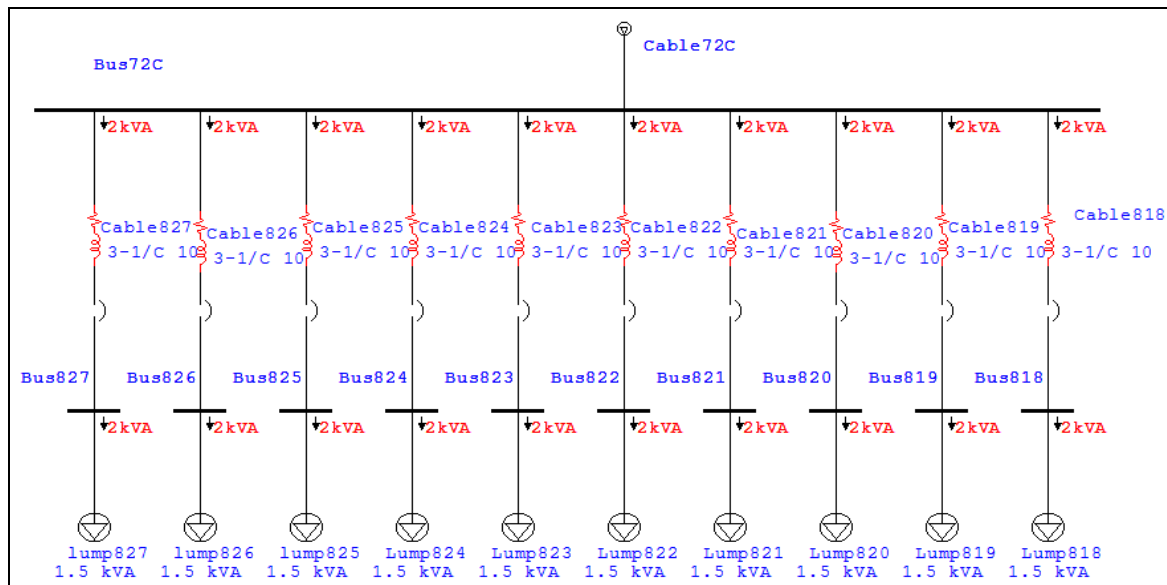 Cable72C
Bus72C
2kVA 2kVA 2kVA 2kVA 2kVA 2kVA 2kVA 2kVA 2kVA 2kVA
Cable827 Cable826 Cable825 Cable824 Cable823 Cable822 Cable821 Cable820 Cable819 Cable818
3-1/C 10 3-1/C 10 3-1/C 10 3-1/C 10 3-1/C 10 3-1/C 10 3-1/C 10 3-1/C 10 3-1/C 10 3-1/C 10
Bus827 Bus826 Bus825 Bus824 Bus823 Bus822 Bus821 Bus820 Bus819 Bus818
2kVA 2kVA 2kVA 2kVA 2kVA 2kVA 2kVA 2kVA 2kVA 2kVA
lump827 lump826 lump825 Lump824 Lump823 Lump822 Lump821 Lump820 Lump819 Lump818
1.5 kVA 1.5 kVA 1.5 kVA 1.5 kVA 1.5 kVA 1.5 kVA 1.5 kVA 1.5 kVA 1.5 kVA 1.5 kVA